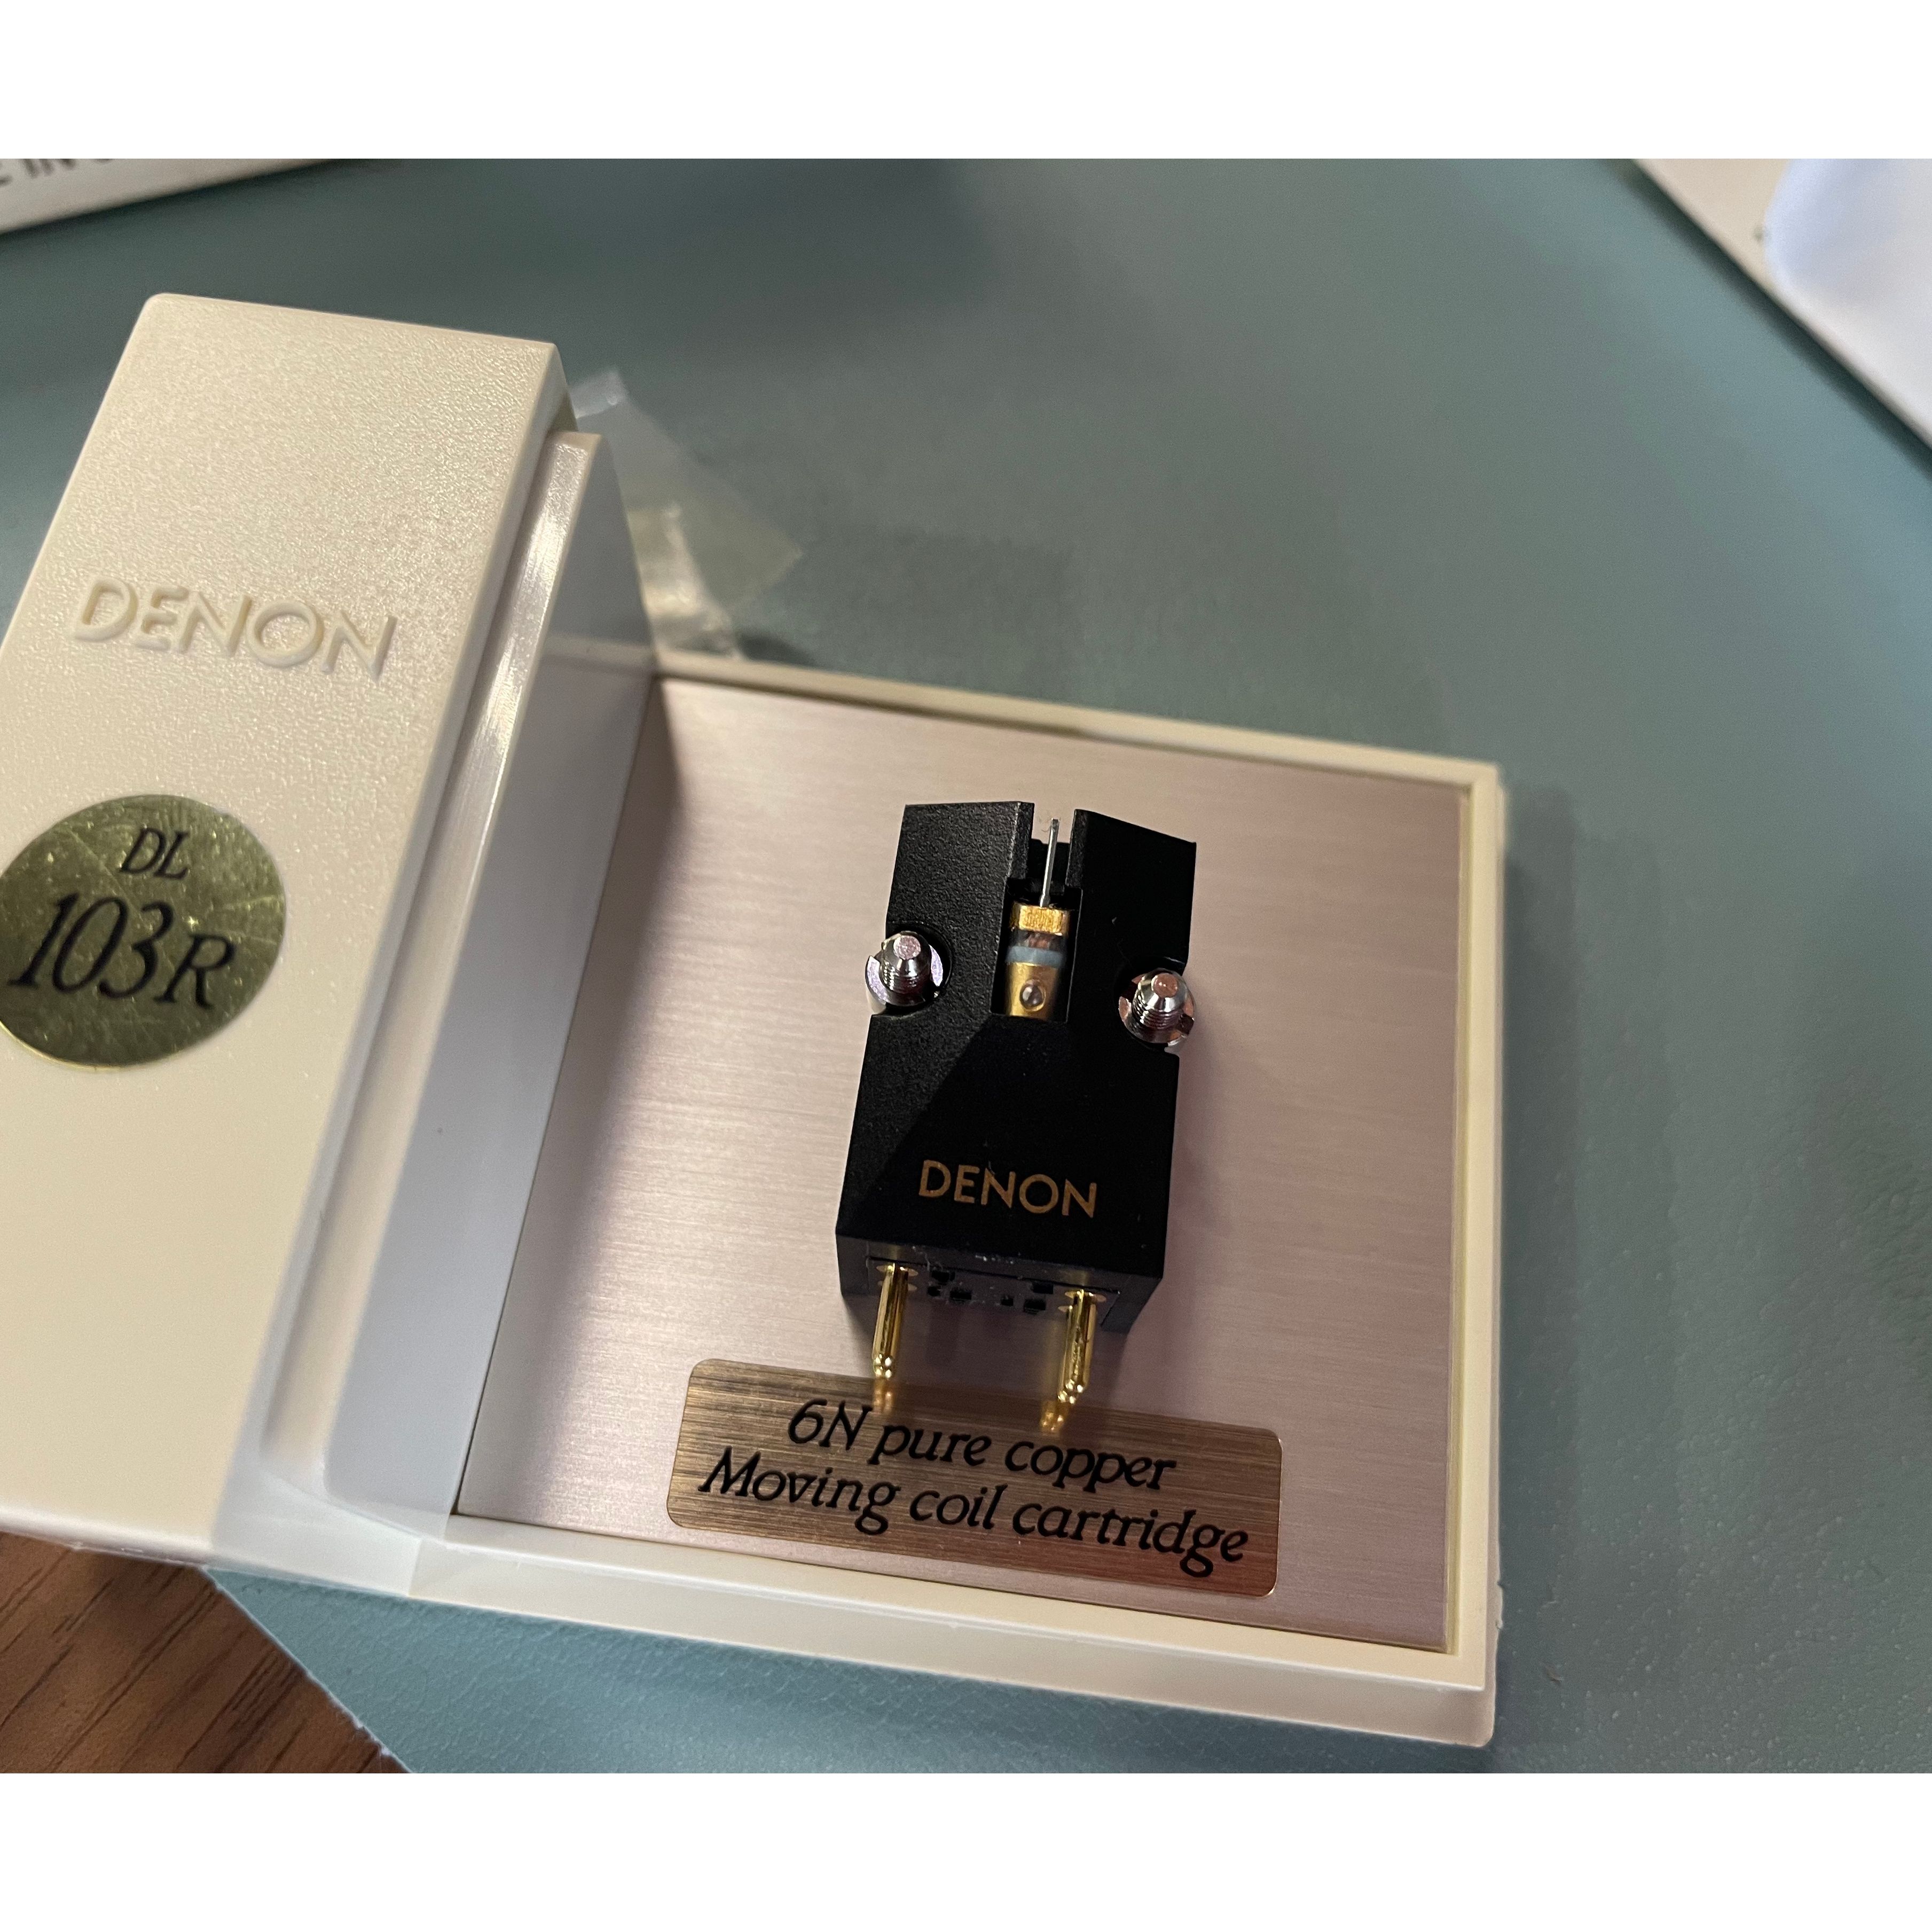 DENON
DL
103R
DENON
6N pure copper
Moving coil cartridge